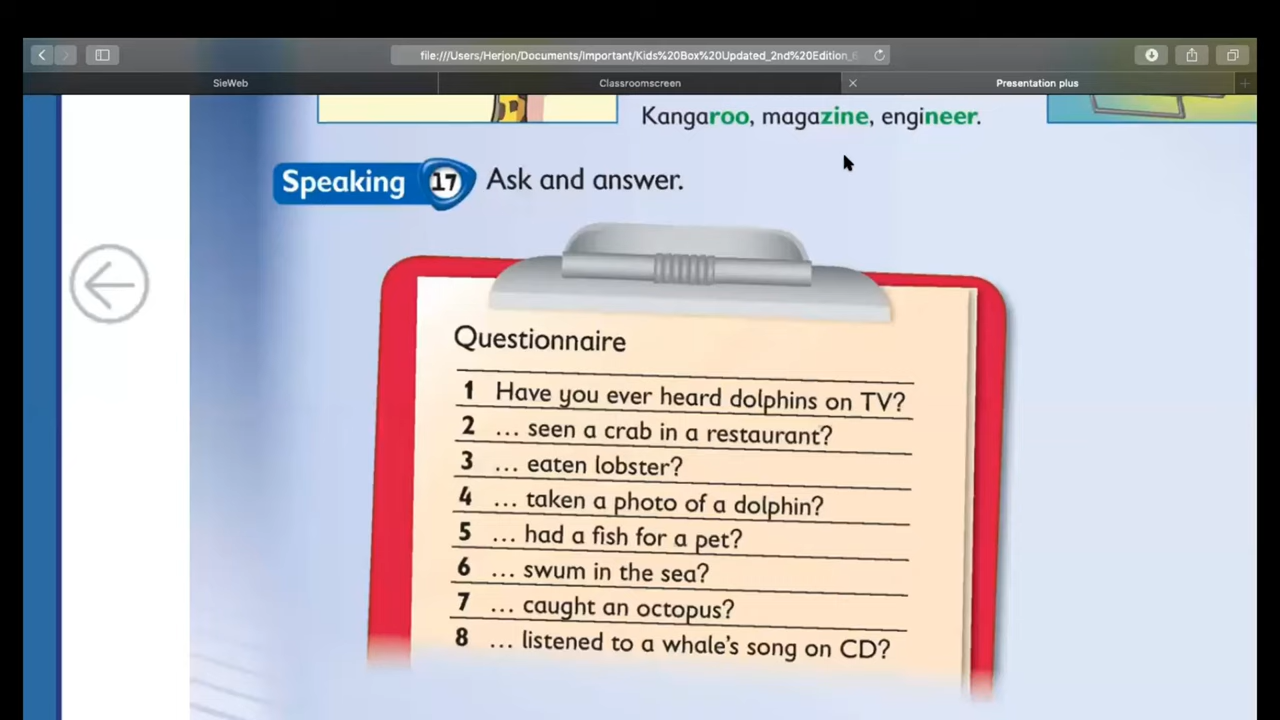 file:///Users/Herjon/Documents/Important/Kids%20Box%20Updated_2nd%20Edition_6
SieWeb
Classroomscreen
Presentation plus
Kangaroo, magazine, engineer.
Speaking 17 Ask and answer.
Questionnaire
1 Have you ever heard dolphins on TV?
2 ... seen a crab in a restaurant?
3 ... eaten lobster?
4 ... taken a photo of a dolphin?
5 ... had a fish for a pet?
6 ... swum in the sea?
7 ... caught an octopus?
8 ... listened to a whale's song on CD?